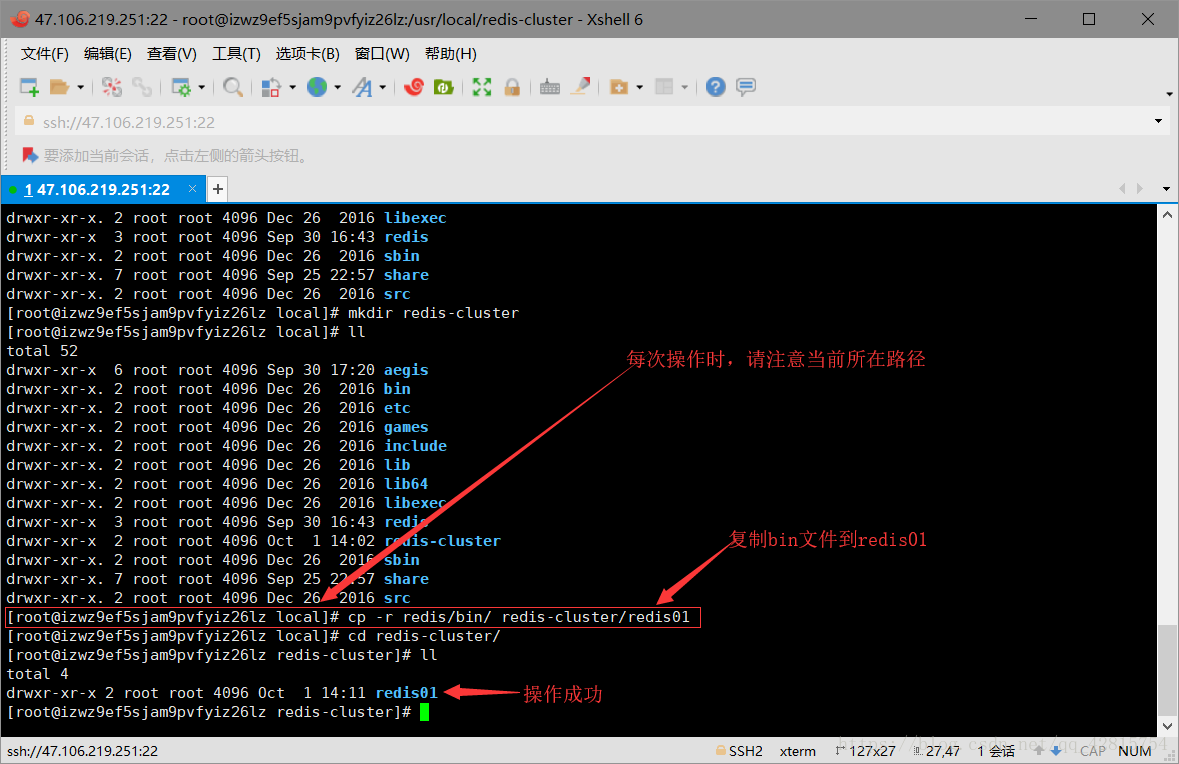 47.106.219.251:22 - root@izwz9ef5sjam9pvfyiz26lz:/usr/local/redis-cluster - Xshell 6
文件(F) 编辑(E) 查看(V) 工具(T) 选项卡(B) 窗口(W) 帮助(H)
ssh://47.106.219.251:22
要添加当前会话，点击左侧的箭头按钮。
1 47.106.219.251:22 × +
drwxr-xr-x. 2 root root 4096 Dec 26  2016 libexec
drwxr-xr-x  3 root root 4096 Sep 30 16:43 redis
drwxr-xr-x. 2 root root 4096 Dec 26  2016 sbin
drwxr-xr-x. 7 root root 4096 Sep 25 22:57 share
drwxr-xr-x. 2 root root 4096 Dec 26  2016 src
[root@izwz9ef5sjam9pvfyiz26lz local]# mkdir redis-cluster
[root@izwz9ef5sjam9pvfyiz26lz local]# ll
total 52
每次操作时，请注意当前所在路径
drwxr-xr-x  6 root root 4096 Sep 30 17:20 aegis
drwxr-xr-x. 2 root root 4096 Dec 26  2016 bin
drwxr-xr-x. 2 root root 4096 Dec 26  2016 etc
drwxr-xr-x. 2 root root 4096 Dec 26  2016 games
drwxr-xr-x. 2 root root 4096 Dec 26  2016 include
drwxr-xr-x. 2 root root 4096 Dec 26  2016 lib
drwxr-xr-x. 2 root root 4096 Dec 26  2016 lib64
drwxr-xr-x. 2 root root 4096 Dec 26  2016 libexec
drwxr-xr-x  3 root root 4096 Sep 30 16:43 redis
drwxr-xr-x  2 root root 4096 Oct  1 14:02 redis-cluster
复制bin文件到redis01
drwxr-xr-x. 2 root root 4096 Dec 26  2016 sbin
drwxr-xr-x. 7 root root 4096 Sep 25 22:57 share
drwxr-xr-x. 2 root root 4096 Dec 26  2016 src
[root@izwz9ef5sjam9pvfyiz26lz local]# cp -r redis/bin/ redis-cluster/redis01
[root@izwz9ef5sjam9pvfyiz26lz local]# cd redis-cluster/
[root@izwz9ef5sjam9pvfyiz26lz redis-cluster]# ll
total 4
drwxr-xr-x 2 root root 4096 Oct  1 14:11 redis01
操作成功
[root@izwz9ef5sjam9pvfyiz26lz redis-cluster]#
ssh://47.106.219.251:22 SSH2 xterm 127x27 27,47 1 会话 CAP NUM